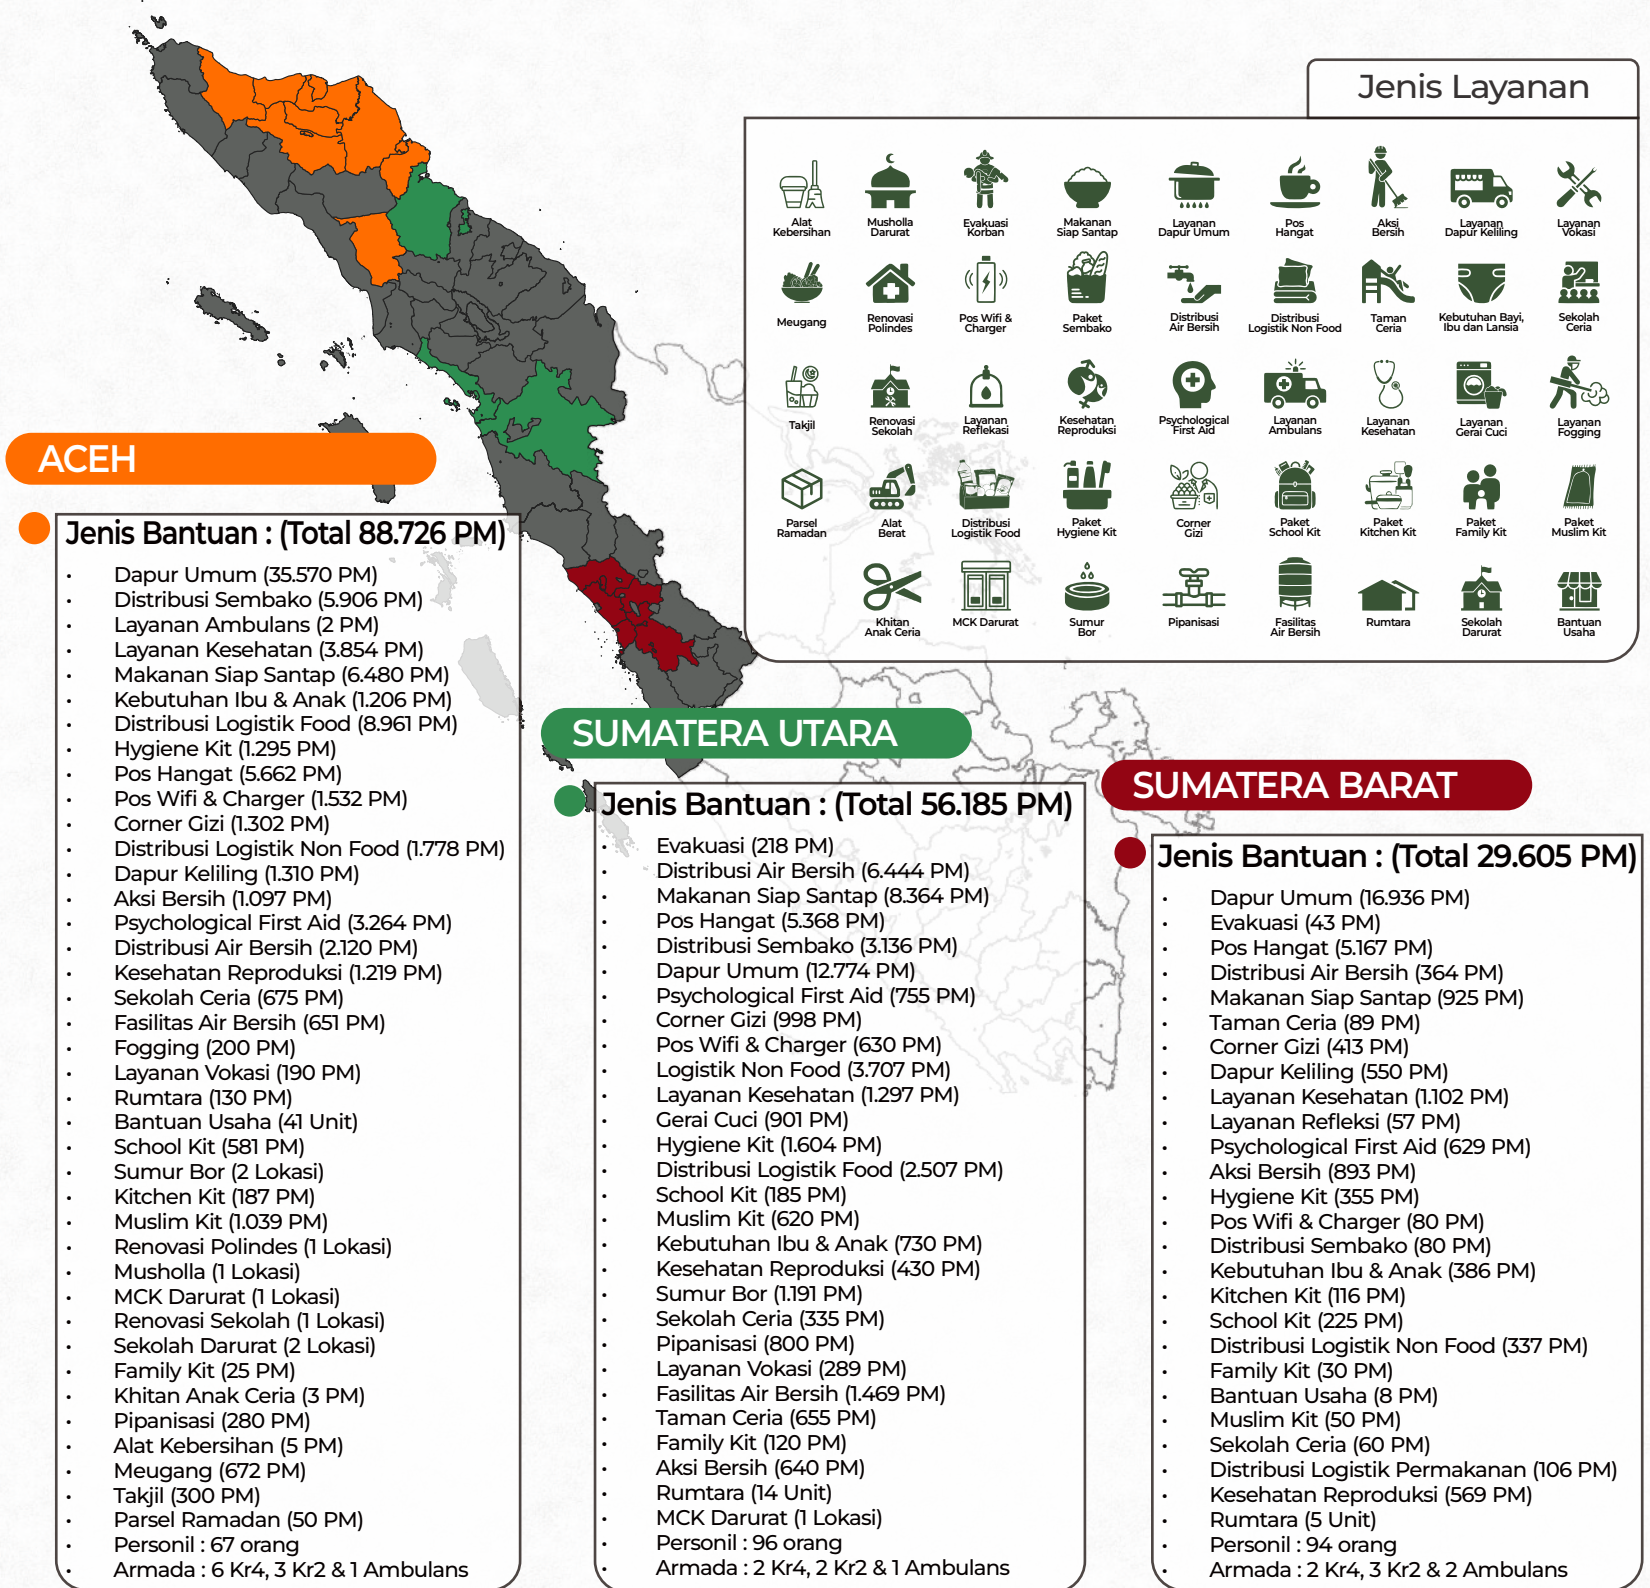 Jenis Layanan
Alat
Kebersihan
Musholla
Darurat
Evakuasi
Korban
Makanan
Siap Santap
Layanan
Dapur Umum
Pos
Hangat
Aksi
Bersih
Layanan
Dapur Keliling
Layanan
Vokasi
Meugang
Renovasi
Polindes
Pos Wifi &
Charger
Paket
Sembako
Distribusi
Air Bersih
Distribusi
Logistik Non Food
Taman
Ceria
Kebutuhan Bayi,
Ibu dan Lansia
Sekolah
Ceria
Takjil
Renovasi
Sekolah
Layanan
Reflekasi
Kesehatan
Reproduksi
Psychological
First Aid
Layanan
Ambulans
Layanan
Kesehatan
Layanan
Gerai Cuci
Layanan
Fogging
Parsel
Ramadan
Alat
Berat
Distribusi
Logistik Food
Paket
Hygiene Kit
Corner
Gizi
Paket
School Kit
Paket
Kitchen Kit
Paket
Family Kit
Paket
Muslim Kit
Khitan
Anak Ceria
MCK Darurat
Sumur
Bor
Pipanisasi
Fasilitas
Air Bersih
Rumtara
Sekolah
Darurat
Bantuan
Usaha
ACEH
Jenis Bantuan : (Total 88.726 PM)
· Dapur Umum (35.570 PM)
· Distribusi Sembako (5.906 PM)
· Layanan Ambulans (2 PM)
· Layanan Kesehatan (3.854 PM)
· Makanan Siap Santap (6.480 PM)
· Kebutuhan Ibu & Anak (1.206 PM)
· Distribusi Logistik Food (8.961 PM)
· Hygiene Kit (1.295 PM)
· Pos Hangat (5.662 PM)
· Pos Wifi & Charger (1.532 PM)
· Corner Gizi (1.302 PM)
· Distribusi Logistik Non Food (1.778 PM)
· Dapur Keliling (1.310 PM)
· Aksi Bersih (1.097 PM)
· Psychological First Aid (3.264 PM)
· Distribusi Air Bersih (2.120 PM)
· Kesehatan Reproduksi (1.219 PM)
· Sekolah Ceria (675 PM)
· Fasilitas Air Bersih (651 PM)
· Fogging (200 PM)
· Layanan Vokasi (190 PM)
· Rumtara (130 PM)
· Bantuan Usaha (41 Unit)
· School Kit (581 PM)
· Sumur Bor (2 Lokasi)
· Kitchen Kit (187 PM)
· Muslim Kit (1.039 PM)
· Renovasi Polindes (1 Lokasi)
· Musholla (1 Lokasi)
· MCK Darurat (1 Lokasi)
· Renovasi Sekolah (1 Lokasi)
· Sekolah Darurat (2 Lokasi)
· Family Kit (25 PM)
· Khitan Anak Ceria (3 PM)
· Pipanisasi (280 PM)
· Alat Kebersihan (5 PM)
· Meugang (672 PM)
· Takjil (300 PM)
· Parsel Ramadan (50 PM)
· Personil : 67 orang
· Armada : 6 Kr4, 3 Kr2 & 1 Ambulans
SUMATERA UTARA
Jenis Bantuan : (Total 56.185 PM)
· Evakuasi (218 PM)
· Distribusi Air Bersih (6.444 PM)
· Makanan Siap Santap (8.364 PM)
· Pos Hangat (5.368 PM)
· Distribusi Sembako (3.136 PM)
· Dapur Umum (12.774 PM)
· Psychological First Aid (755 PM)
· Corner Gizi (998 PM)
· Pos Wifi & Charger (630 PM)
· Logistik Non Food (3.707 PM)
· Layanan Kesehatan (1.297 PM)
· Gerai Cuci (901 PM)
· Hygiene Kit (1.604 PM)
· Distribusi Logistik Food (2.507 PM)
· School Kit (185 PM)
· Muslim Kit (620 PM)
· Kebutuhan Ibu & Anak (730 PM)
· Kesehatan Reproduksi (430 PM)
· Sumur Bor (1.191 PM)
· Sekolah Ceria (335 PM)
· Pipanisasi (800 PM)
· Layanan Vokasi (289 PM)
· Fasilitas Air Bersih (1.469 PM)
· Taman Ceria (655 PM)
· Family Kit (120 PM)
· Aksi Bersih (640 PM)
· Rumtara (14 Unit)
· MCK Darurat (1 Lokasi)
· Personil : 96 orang
· Armada : 2 Kr4, 2 Kr2 & 1 Ambulans
SUMATERA BARAT
Jenis Bantuan : (Total 29.605 PM)
· Dapur Umum (16.936 PM)
· Evakuasi (43 PM)
· Pos Hangat (5.167 PM)
· Distribusi Air Bersih (364 PM)
· Makanan Siap Santap (925 PM)
· Taman Ceria (89 PM)
· Corner Gizi (413 PM)
· Dapur Keliling (550 PM)
· Layanan Kesehatan (1.102 PM)
· Layanan Refleksi (57 PM)
· Psychological First Aid (629 PM)
· Aksi Bersih (893 PM)
· Hygiene Kit (355 PM)
· Pos Wifi & Charger (80 PM)
· Distribusi Sembako (80 PM)
· Kebutuhan Ibu & Anak (386 PM)
· Kitchen Kit (116 PM)
· School Kit (225 PM)
· Distribusi Logistik Non Food (337 PM)
· Family Kit (30 PM)
· Bantuan Usaha (8 PM)
· Muslim Kit (50 PM)
· Sekolah Ceria (60 PM)
· Distribusi Logistik Permakanan (106 PM)
· Kesehatan Reproduksi (569 PM)
· Rumtara (5 Unit)
· Personil : 94 orang
· Armada : 2 Kr4, 3 Kr2 & 2 Ambulans